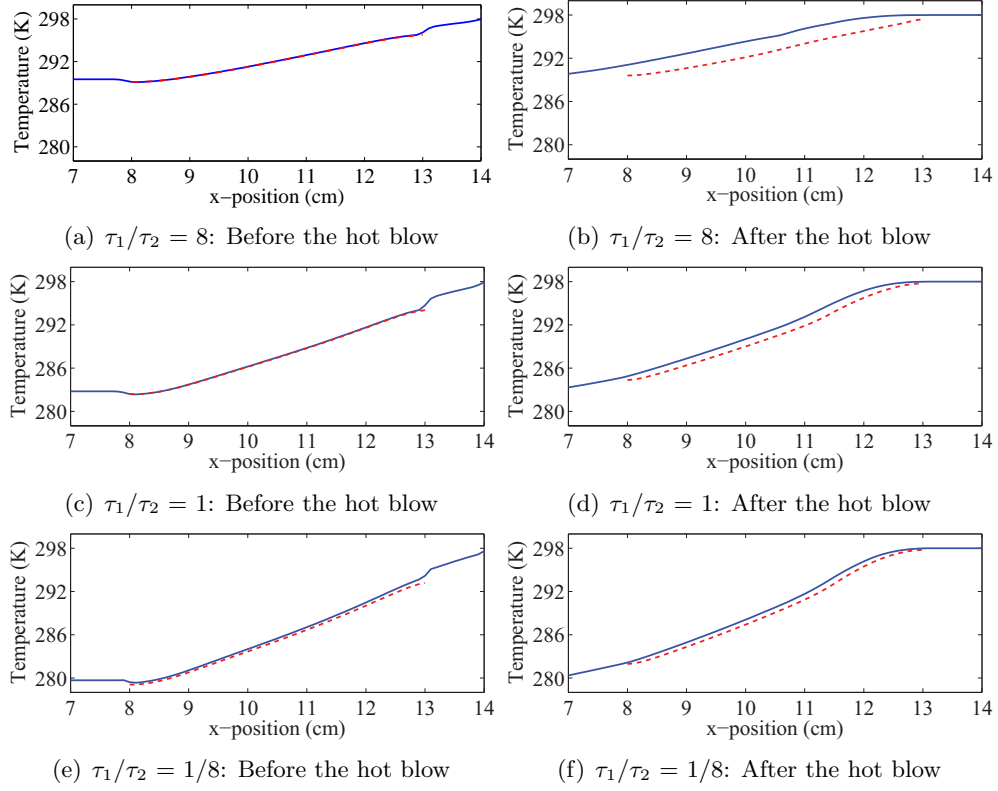 Temperature (K)
298
292
286
280
7 8 9 10 11 12 13 14
x−position (cm)
(a) τ1/τ2 = 8: Before the hot blow
Temperature (K)
298
292
286
280
7 8 9 10 11 12 13 14
x−position (cm)
(b) τ1/τ2 = 8: After the hot blow
Temperature (K)
298
292
286
280
7 8 9 10 11 12 13 14
x−position (cm)
(c) τ1/τ2 = 1: Before the hot blow
Temperature (K)
298
292
286
280
7 8 9 10 11 12 13 14
x−position (cm)
(d) τ1/τ2 = 1: After the hot blow
Temperature (K)
298
292
286
280
7 8 9 10 11 12 13 14
x−position (cm)
(e) τ1/τ2 = 1/8: Before the hot blow
Temperature (K)
298
292
286
280
7 8 9 10 11 12 13 14
x−position (cm)
(f) τ1/τ2 = 1/8: After the hot blow